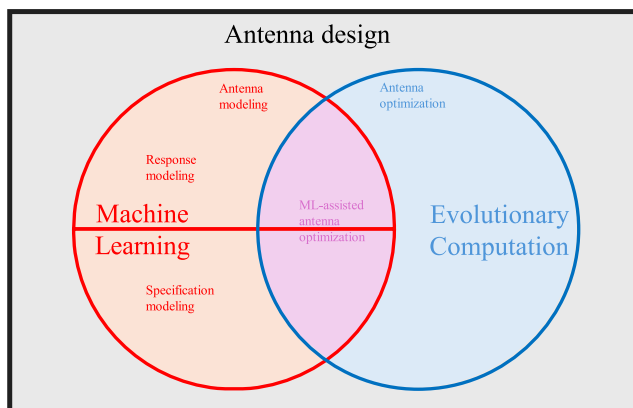 Antenna design
Antenna
modeling
Antenna
optimization
Response
modeling
ML-assisted
antenna
optimization
Machine
Learning
Evolutionary
Computation
Specification
modeling